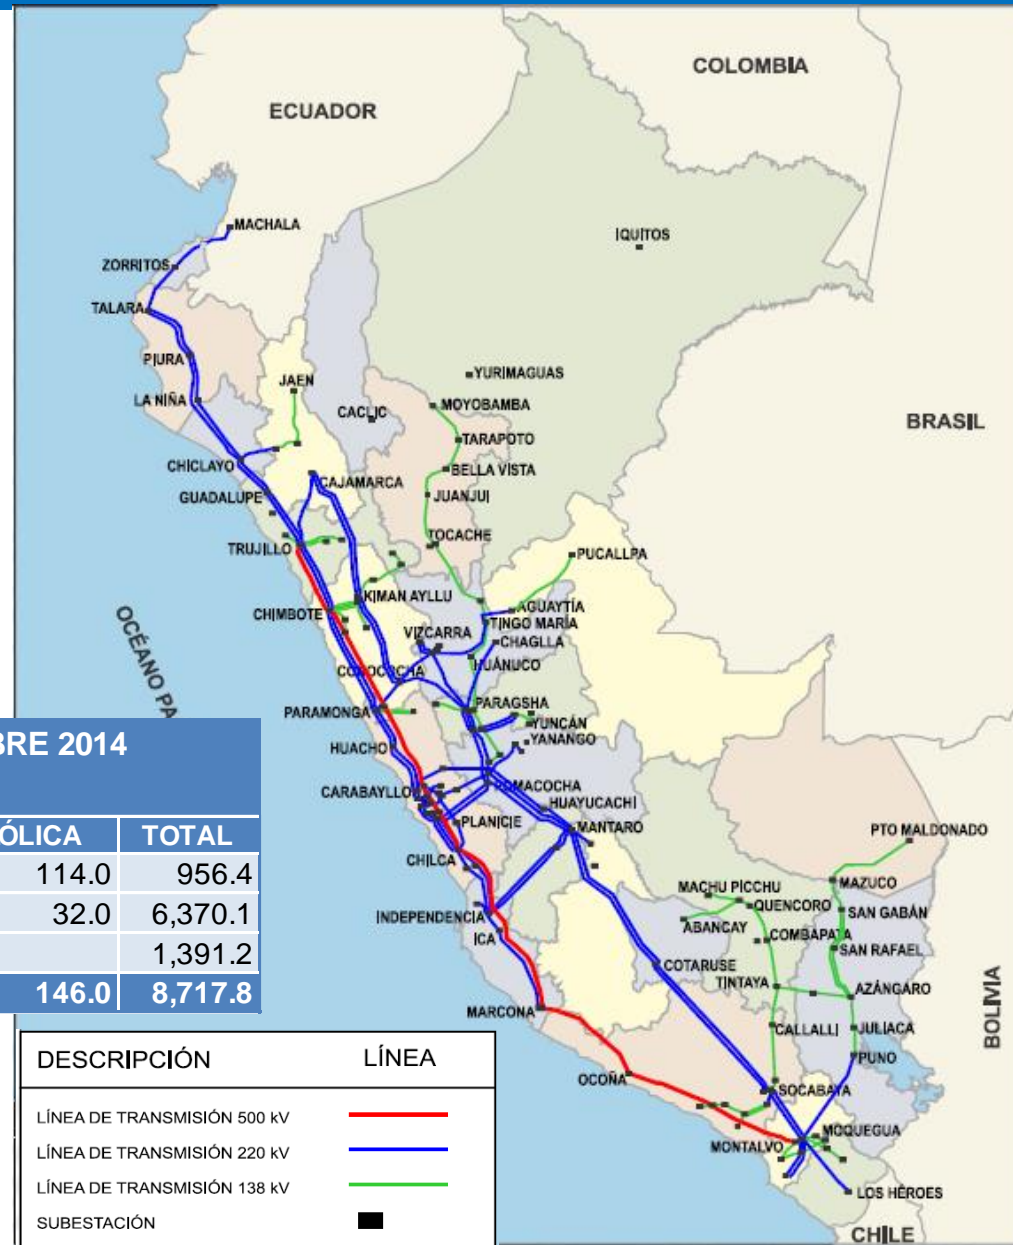 COLOMBIA
ECUADOR
MACHALA
IQUITOS
ZORRITOS
TALARA
PIURA
YURIMAGUAS
JAEN
LA NIÑA
MOYOBAMBA
CACLIC
BRASIL
TARAPOTO
CHICLAYO
BELLA VISTA
CAJAMARCA
GUADALUPE
JUANJUI
TOCACHE
TRUJILLO
PUCALLPA
KIMAN AYLLU
AGUAYTÍA
CHIMBOTE
TINGO MARÍA
VIZCARRA
CHAGLLA
OCÉANO PA
HUÁNUCO
CONOCOCHA
PARAGSHA
PARAMONGA
YUNCÁN
YANANGO
HUACHO
POMACOCHA
CARABAYLLO
HUAYUCACHI
PLANICIE
MANTARO
PTO MALDONADO
CHILCA
MAZUCO
MACHU PICCHU
QUENCORO
SAN GABÁN
INDEPENDENCIA
ABANCAY
COMBAPATA
ICA
SAN RAFAEL
COTARUSE
TINTAYA
AZÁNGARO
MARCONA
CALLALLI
JULIACA
BOLIVIA
PUNO
OCOÑA
SOCABAYA
MOQUEGUA
MONTALVO
LOS HÉROES
CHILE
BRE 2014
ÓLICA TOTAL
114.0 956.4
32.0 6,370.1
1,391.2
146.0 8,717.8
DESCRIPCIÓN LÍNEA
LÍNEA DE TRANSMISIÓN 500 kV
LÍNEA DE TRANSMISIÓN 220 kV
LÍNEA DE TRANSMISIÓN 138 kV
SUBESTACIÓN